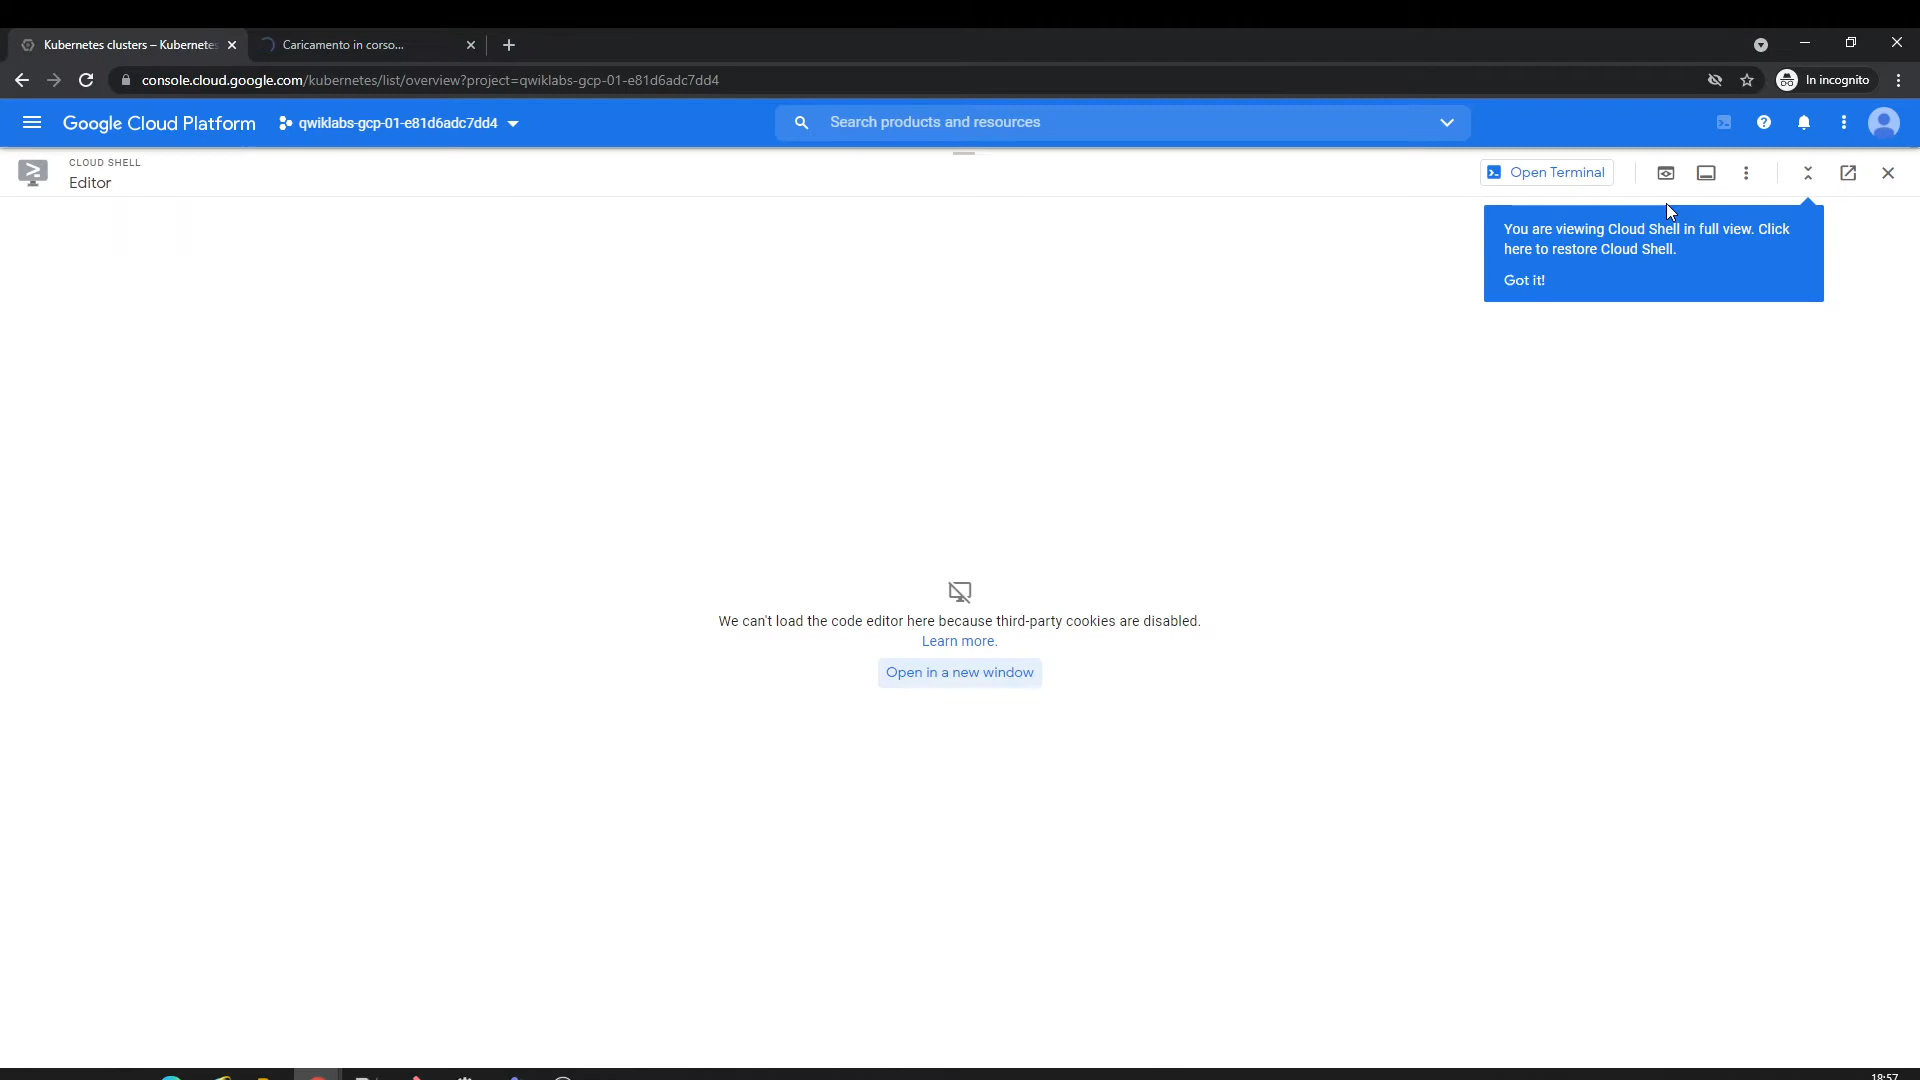 Kubernetes clusters – Kubernetes
Caricamento in corso...
console.cloud.google.com/kubernetes/list/overview?project=qwiklabs-gcp-01-e81d6adc7dd4
In incognito
Google Cloud Platform
qwiklabs-gcp-01-e81d6adc7dd4
Search products and resources
CLOUD SHELL
Editor
Open Terminal
You are viewing Cloud Shell in full view. Click
here to restore Cloud Shell.
Got it!
We can't load the code editor here because third-party cookies are disabled.
Learn more.
Open in a new window
18:57